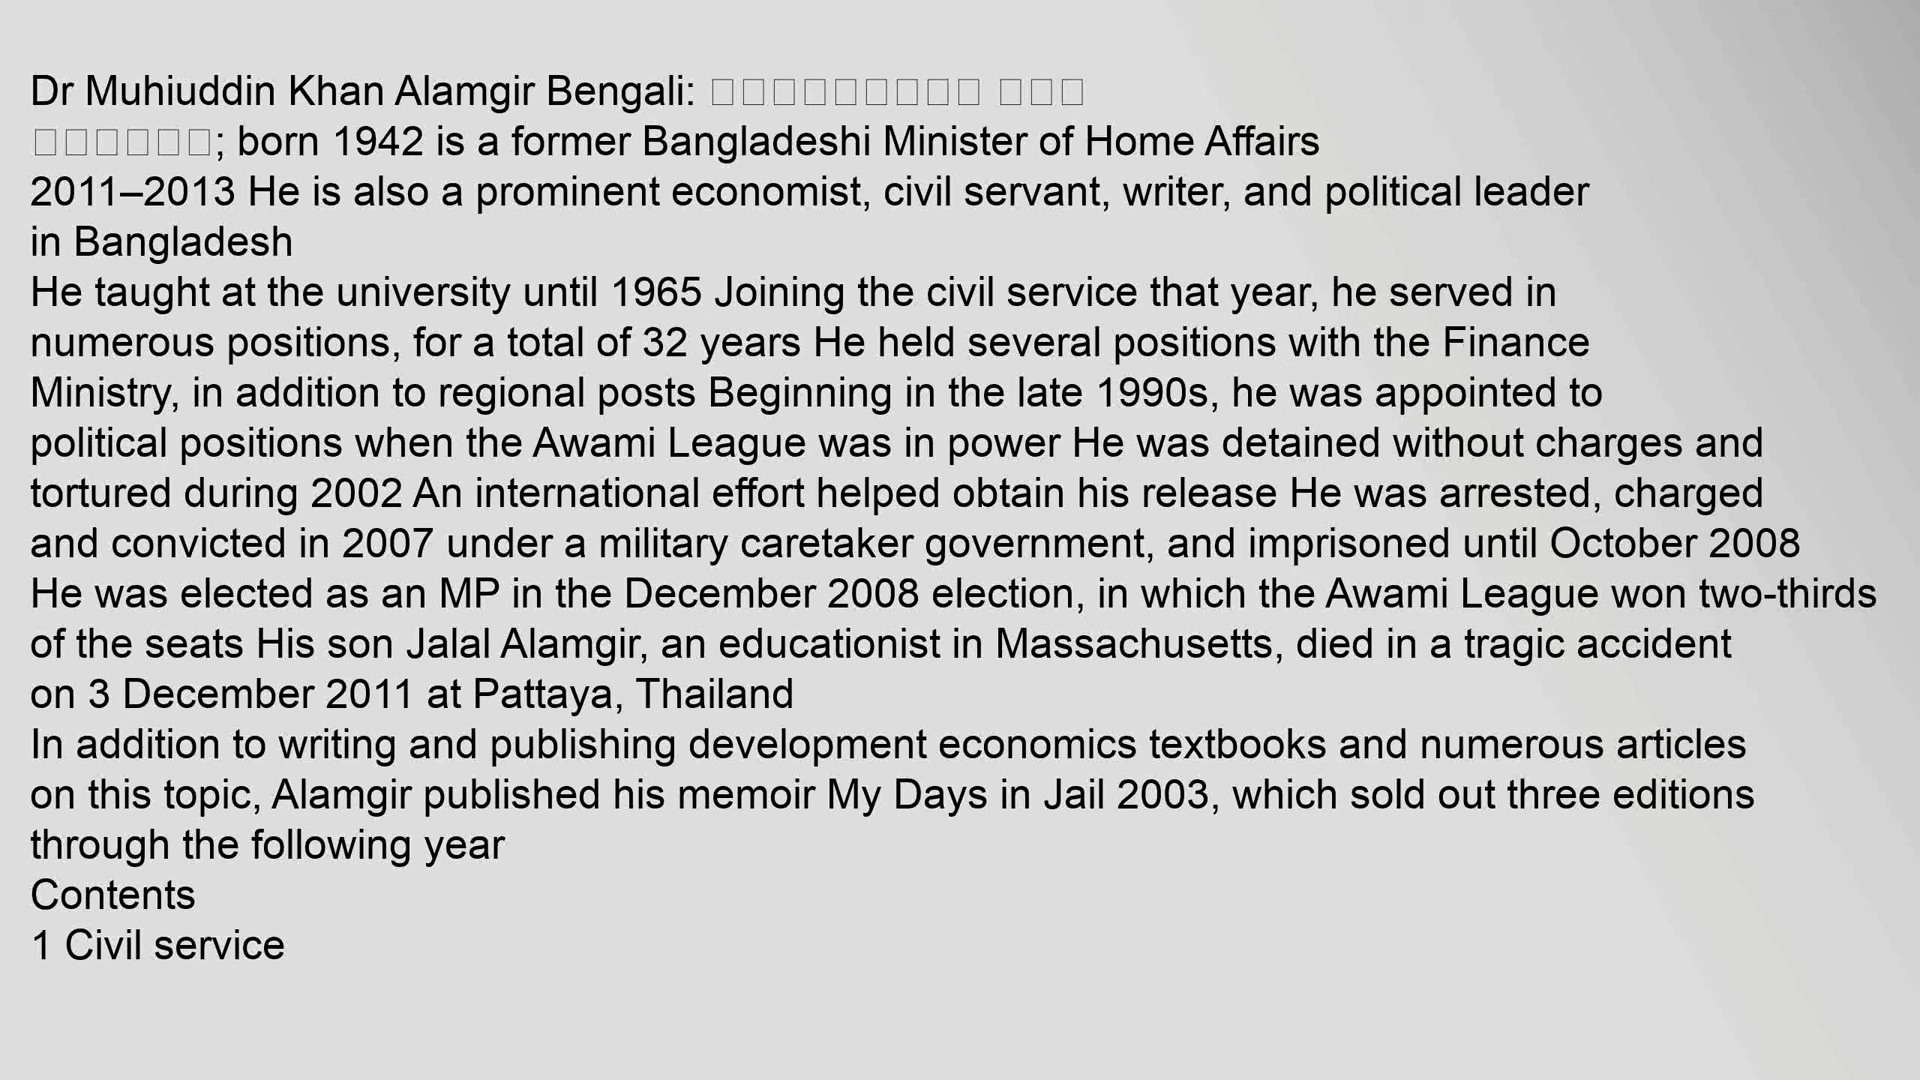 Dr Muhiuddin Khan Alamgir Bengali:
; born 1942 is a former Bangladeshi Minister of Home Affairs
2011–2013 He is also a prominent economist, civil servant, writer, and political leader
in Bangladesh
He taught at the university until 1965 Joining the civil service that year, he served in
numerous positions, for a total of 32 years He held several positions with the Finance
Ministry, in addition to regional posts Beginning in the late 1990s, he was appointed to
political positions when the Awami League was in power He was detained without charges and
tortured during 2002 An international effort helped obtain his release He was arrested, charged
and convicted in 2007 under a military caretaker government, and imprisoned until October 2008
He was elected as an MP in the December 2008 election, in which the Awami League won two-thirds
of the seats His son Jalal Alamgir, an educationist in Massachusetts, died in a tragic accident
on 3 December 2011 at Pattaya, Thailand
In addition to writing and publishing development economics textbooks and numerous articles
on this topic, Alamgir published his memoir My Days in Jail 2003, which sold out three editions
through the following year
Contents
1 Civil service